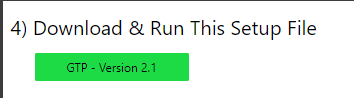 4) Download & Run This Setup File
GTP - Version 2.1